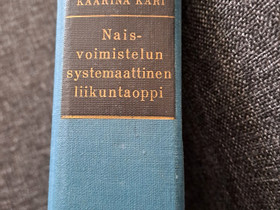 KAARINA KARI
Nais-
voimistelun
systemaattinen
liikuntaoppi